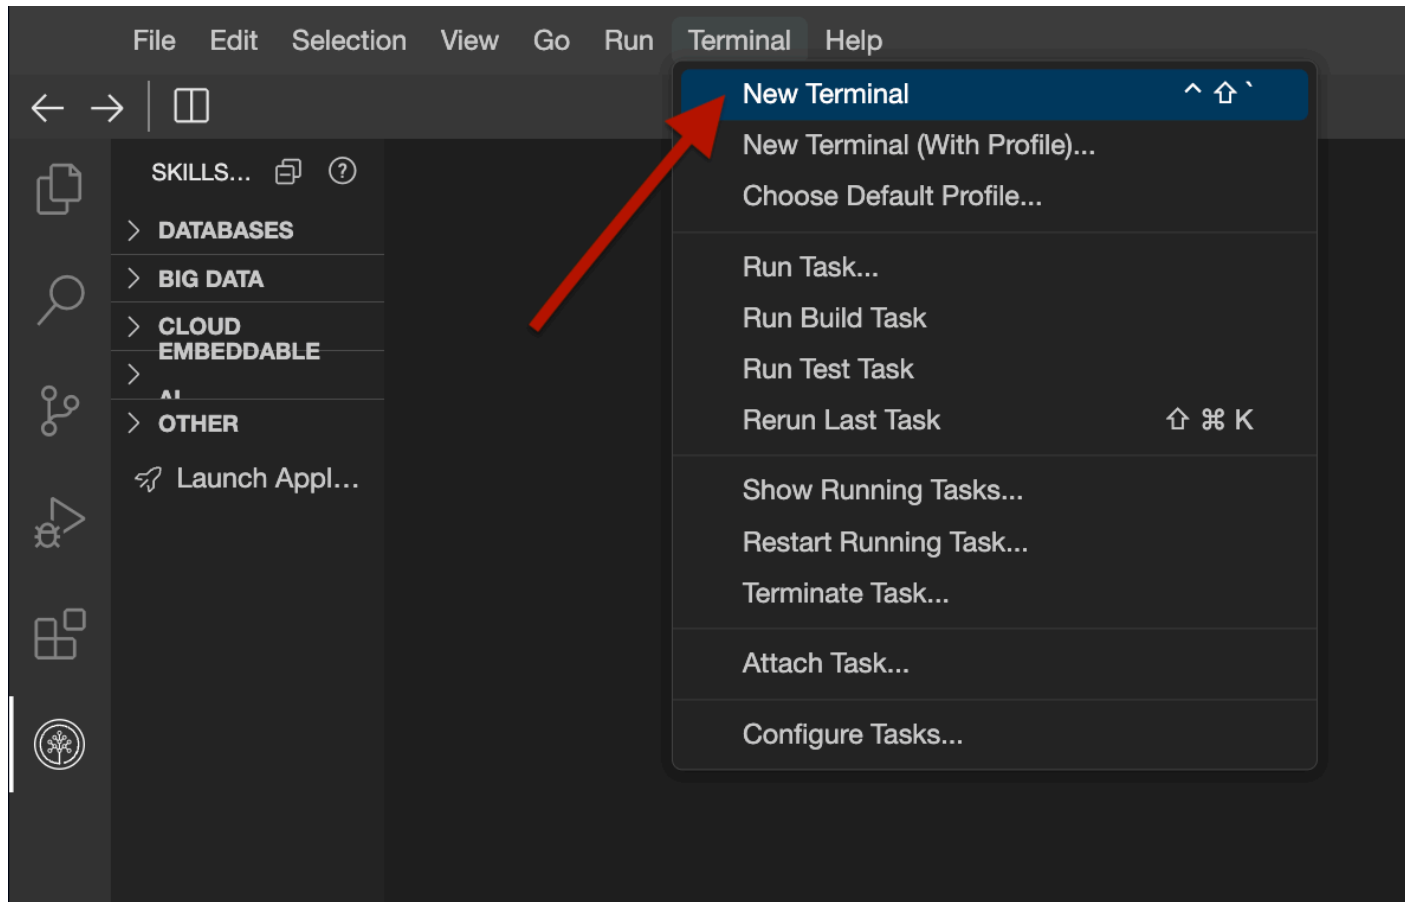 File Edit Selection View Go Run Terminal Help
New Terminal ^ ⇧ `
New Terminal (With Profile)...
Choose Default Profile...
Run Task...
Run Build Task
Run Test Task
Rerun Last Task ⇧ ⌘ K
Show Running Tasks...
Restart Running Task...
Terminate Task...
Attach Task...
Configure Tasks...
SKILLS...
DATABASES
BIG DATA
CLOUD
EMBEDDABLE
AI
OTHER
Launch Appl...